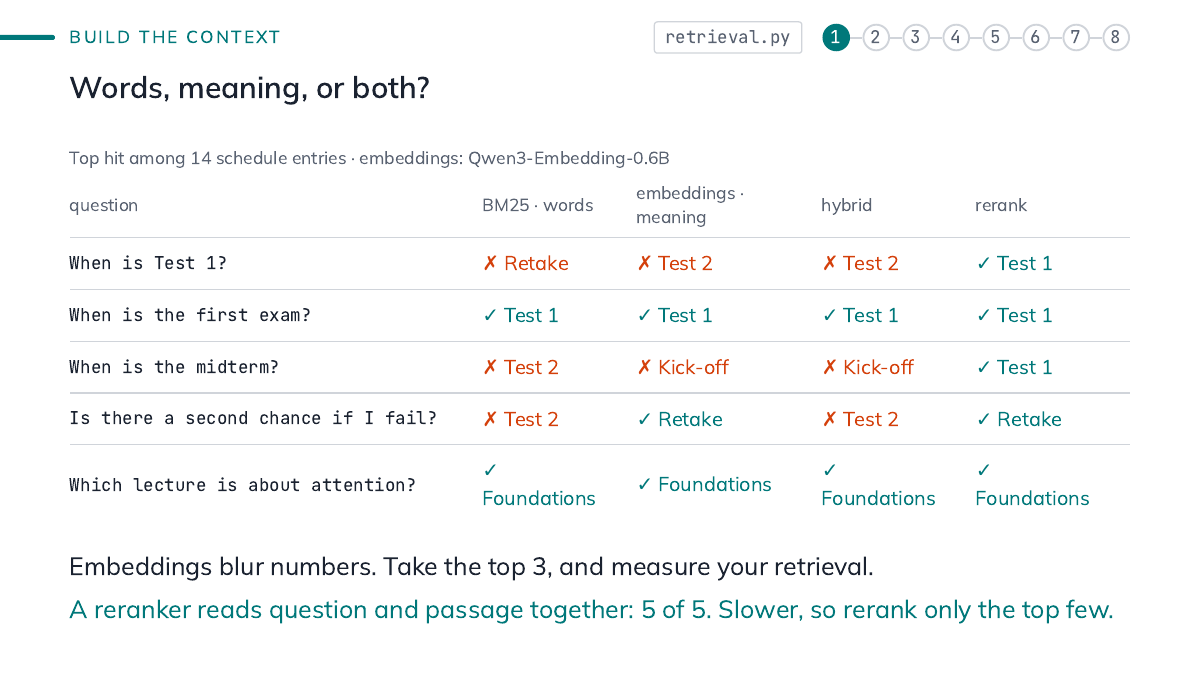 BUILD THE CONTEXT
retrieval.py 1 2 3 4 5 6 7 8
Words, meaning, or both?
Top hit among 14 schedule entries · embeddings: Qwen3-Embedding-0.6B
question BM25 · words embeddings · meaning hybrid rerank
When is Test 1? ✗ Retake ✗ Test 2 ✗ Test 2 ✓ Test 1
When is the first exam? ✓ Test 1 ✓ Test 1 ✓ Test 1 ✓ Test 1
When is the midterm? ✗ Test 2 ✗ Kick-off ✗ Kick-off ✓ Test 1
Is there a second chance if I fail? ✗ Test 2 ✓ Retake ✗ Test 2 ✓ Retake
Which lecture is about attention? ✓ Foundations ✓ Foundations ✓ Foundations ✓ Foundations
Embeddings blur numbers. Take the top 3, and measure your retrieval.
A reranker reads question and passage together: 5 of 5. Slower, so rerank only the top few.